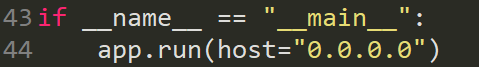 43 if __name__ == "__main__":
44     app.run(host="0.0.0.0")